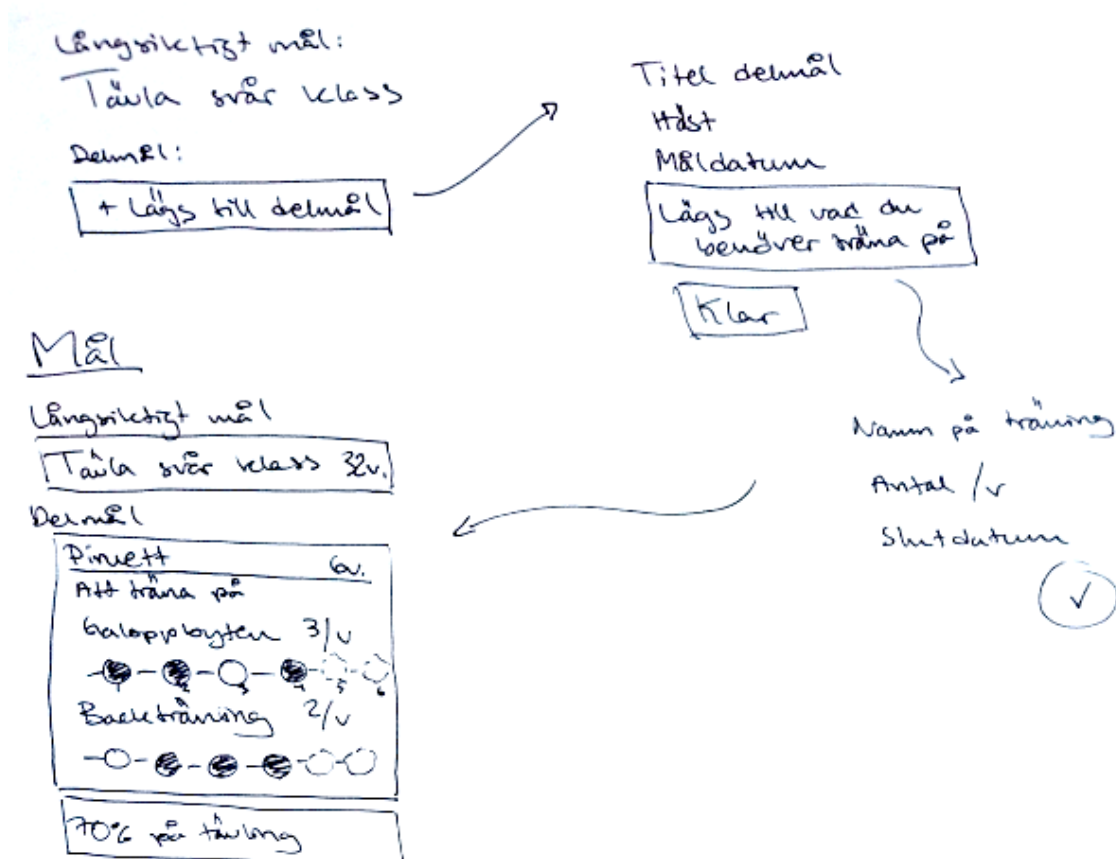 Långsiktigt mål:
Tävla svår klass
Delmål:
+ Lägg till delmål
Titel delmål
Häst
Måldatum
Lägg till vad du
behöver träna på
Klar
Namn på träning
Antal /v
Slutdatum
Mål
Långsiktigt mål
Tävla svår klass 32v.
Delmål
Piruett 6v.
Att träna på
Galoppbyten 3/v
1 2 3 4 5 6
Backträning 2/v
70% på tävling